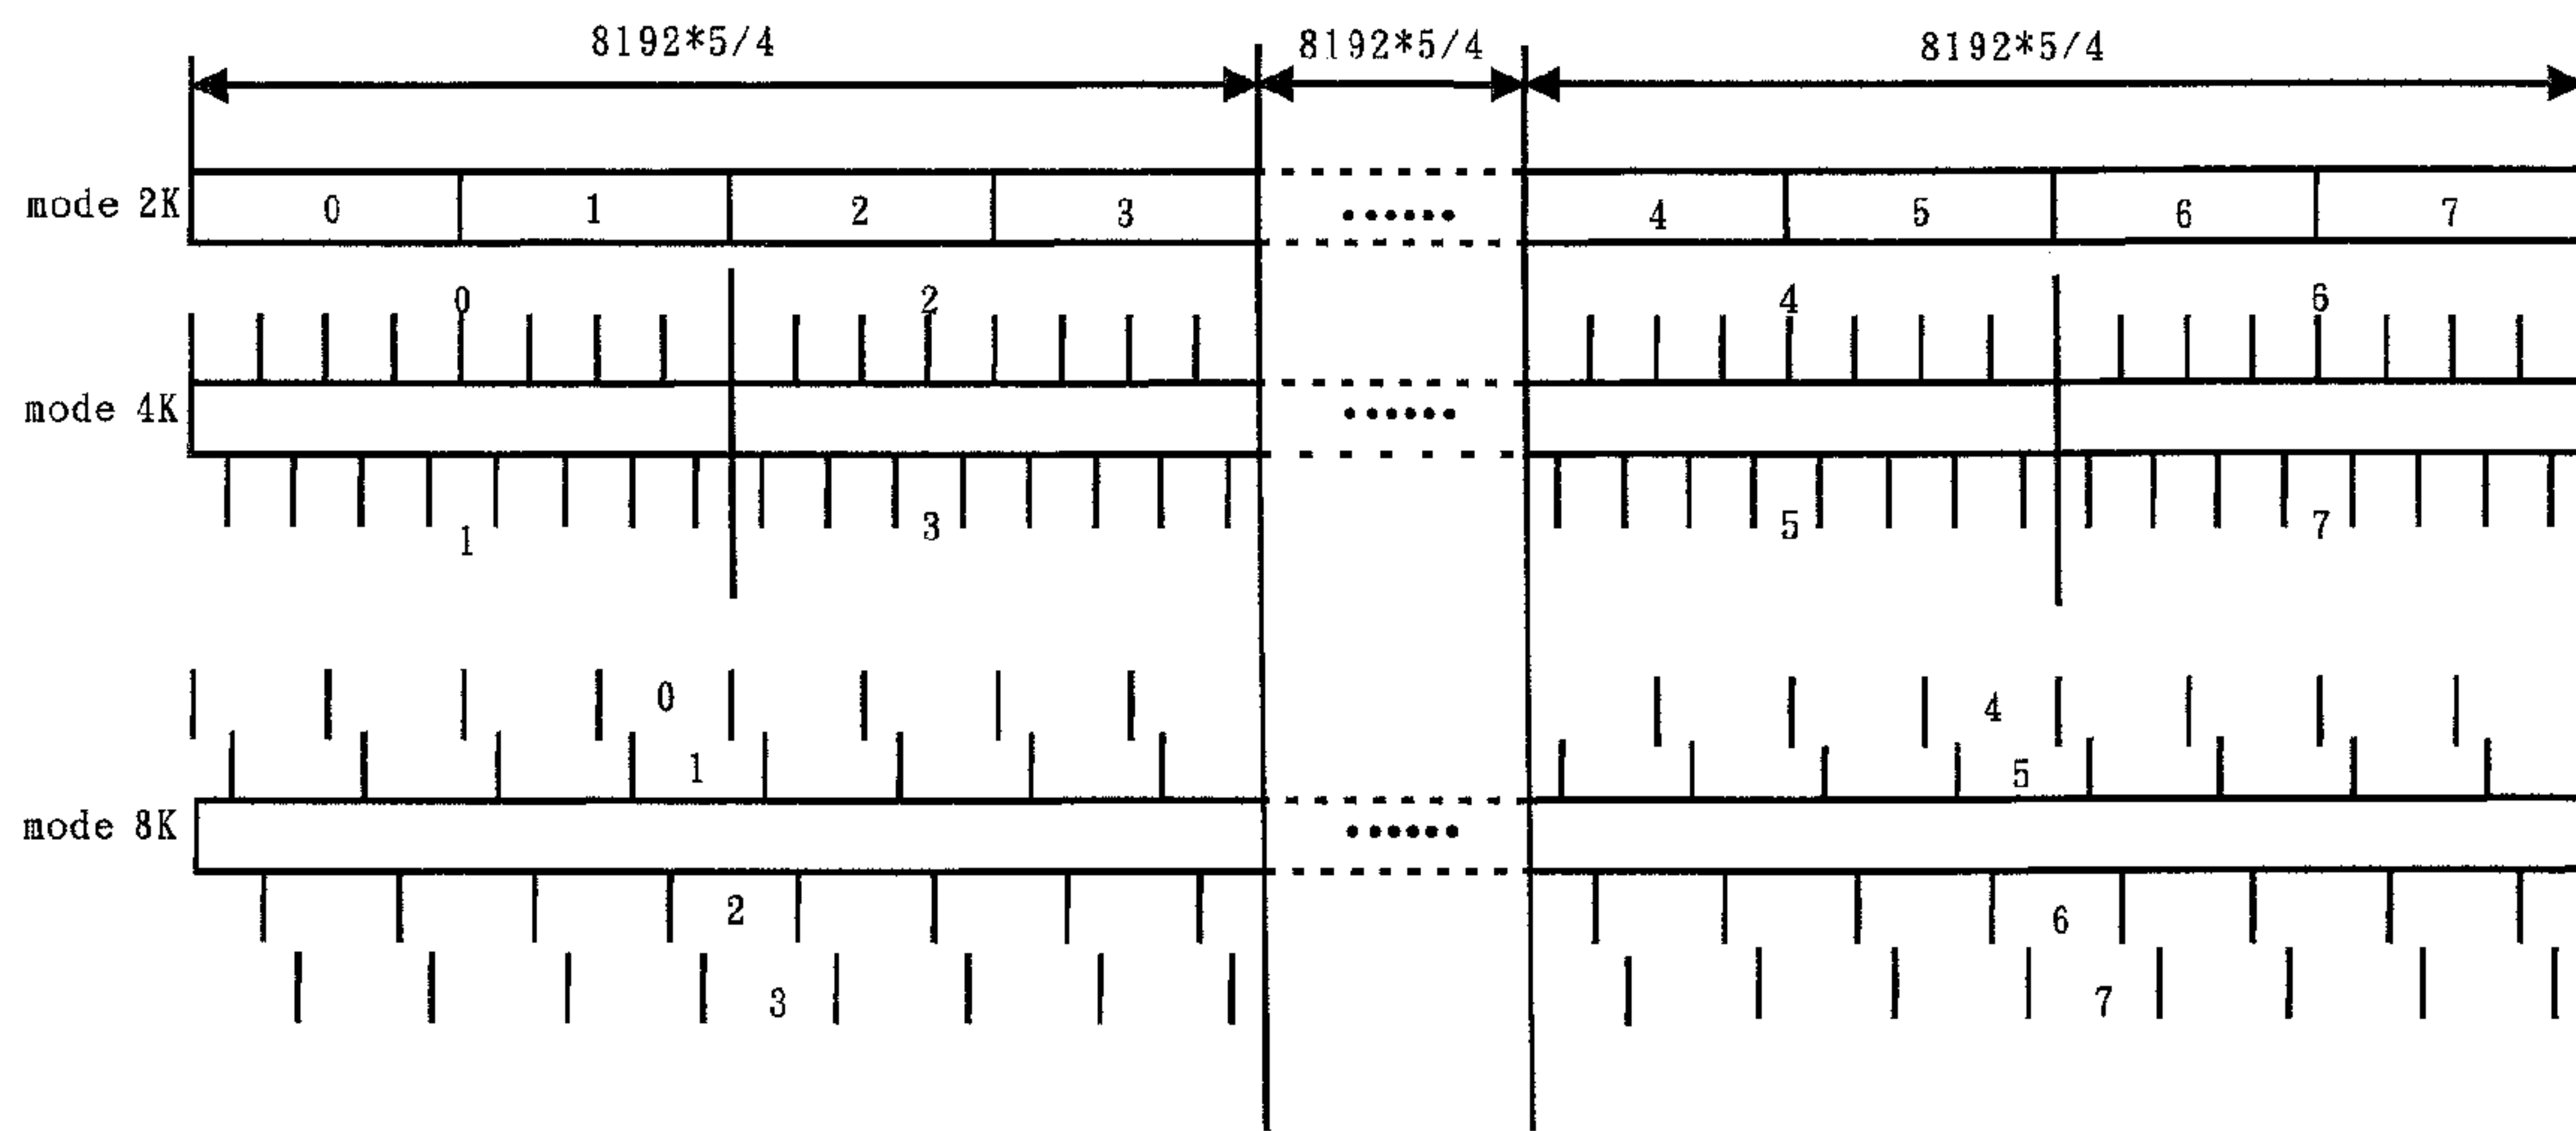 8192*5/4 8192*5/4 8192*5/4
mode 2K 0 1 2 3 ...... 4 5 6 7
0 2 4 6
mode 4K ......
1 3 5 7
0 4
1 5
mode 8K ......
2 6
3 7